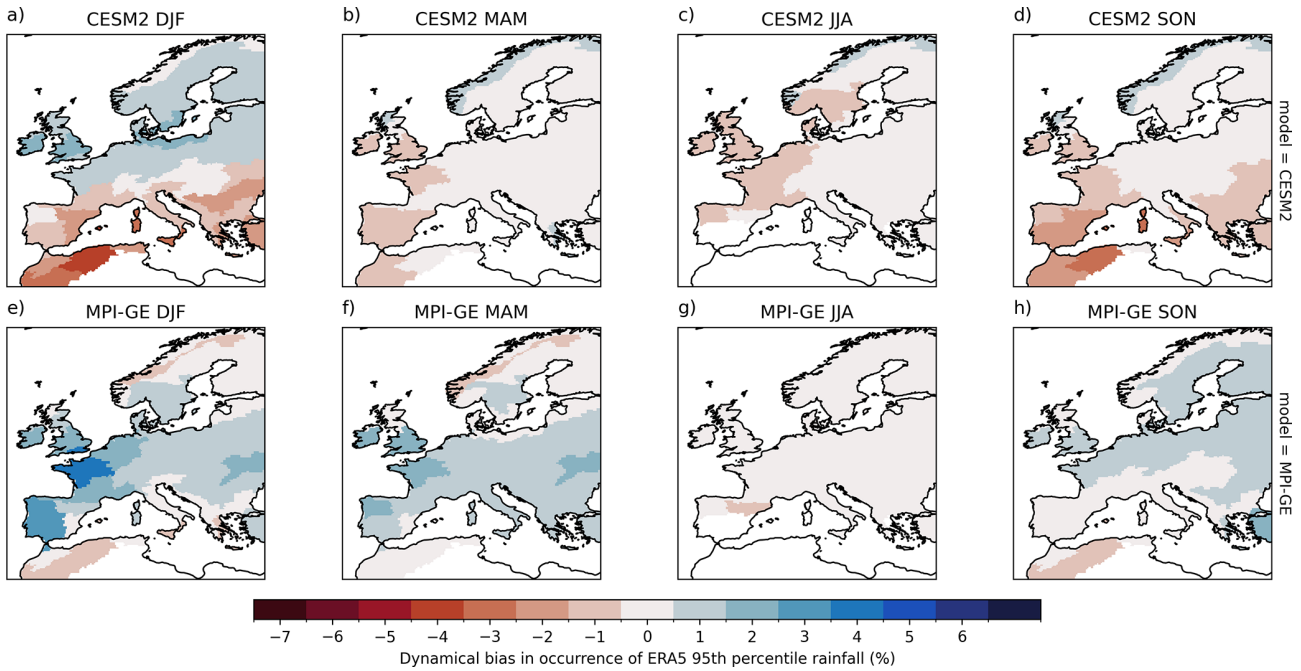 a) CESM2 DJF
b) CESM2 MAM
c) CESM2 JJA
d) CESM2 SON
model = CESM2
e) MPI-GE DJF
f) MPI-GE MAM
g) MPI-GE JJA
h) MPI-GE SON
model = MPI-GE
−7 −6 −5 −4 −3 −2 −1 0 1 2 3 4 5 6
Dynamical bias in occurrence of ERA5 95th percentile rainfall (%)